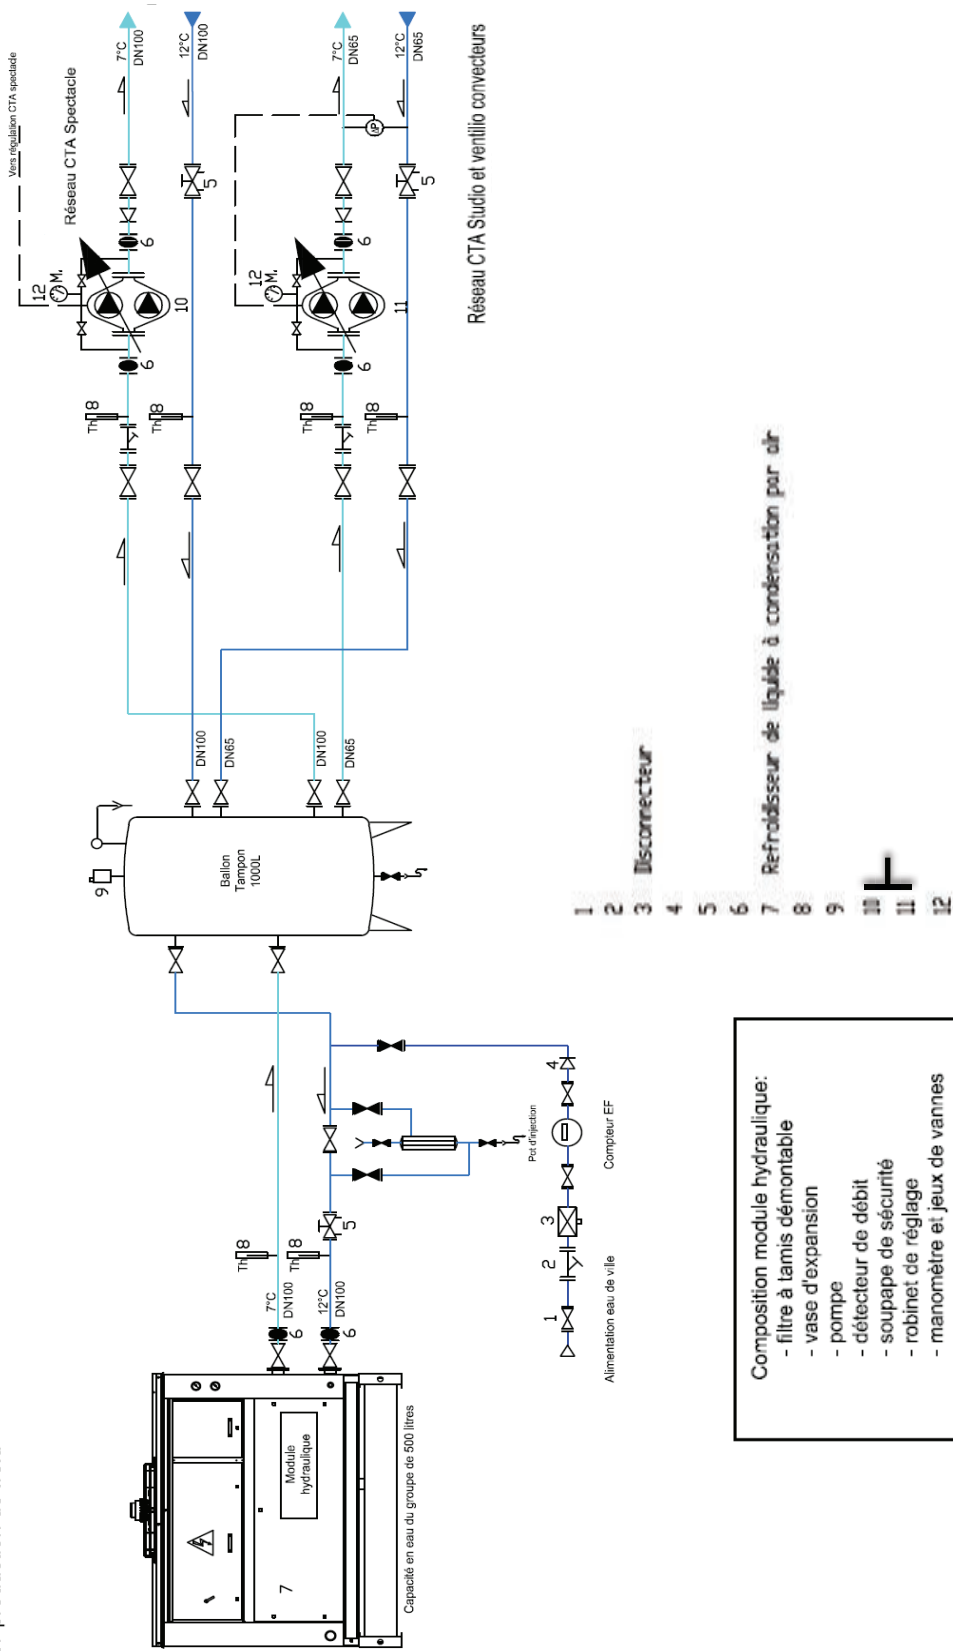 Vers régulation CTA spectacle
Réseau CTA Spectacle
7°C
DN100
12°C
DN100
7°C
DN65
12°C
DN65
Réseau CTA Studio et ventilio convecteurs
12
M.
6
10
6
5
Th
8
Th
8
12
M.
6
11
6
5
ΔP
Th
8
Th
8
DN100
DN65
DN100
DN65
9
Ballon
Tampon
1000L
7°C
DN100
12°C
DN100
Th
8
Th
8
6
6
5
Pot d'injection
Compteur EF
Alimentation eau de ville
1
2
3
4
Module
hydraulique
7
Capacité en eau du groupe de 500 litres
1
2
3 Disconnecteur
4
5
6
7 Refroidisseur de liquide à condensation par air
8
9
10
11
12
Composition module hydraulique:
- filtre à tamis démontable
- vase d'expansion
- pompe
- détecteur de débit
- soupape de sécurité
- robinet de réglage
- manomètre et jeux de vannes